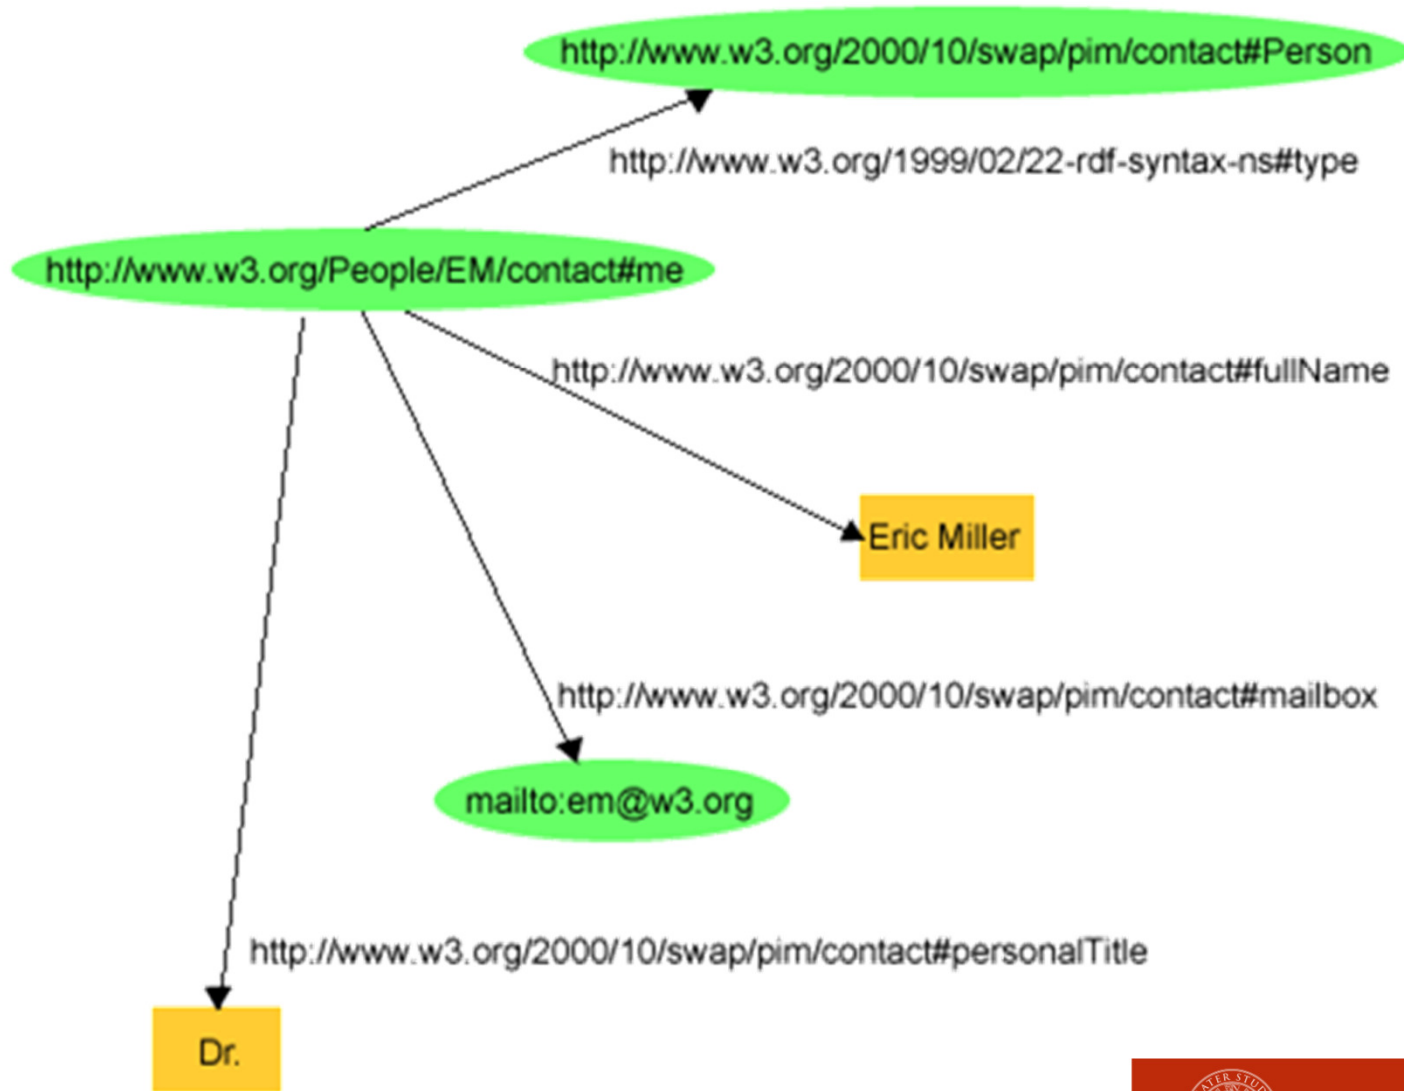 http://www.w3.org/2000/10/swap/pim/contact#Person
http://www.w3.org/1999/02/22-rdf-syntax-ns#type
http://www.w3.org/People/EM/contact#me
http://www.w3.org/2000/10/swap/pim/contact#fullName
Eric Miller
http://www.w3.org/2000/10/swap/pim/contact#mailbox
mailto:em@w3.org
http://www.w3.org/2000/10/swap/pim/contact#personalTitle
Dr.